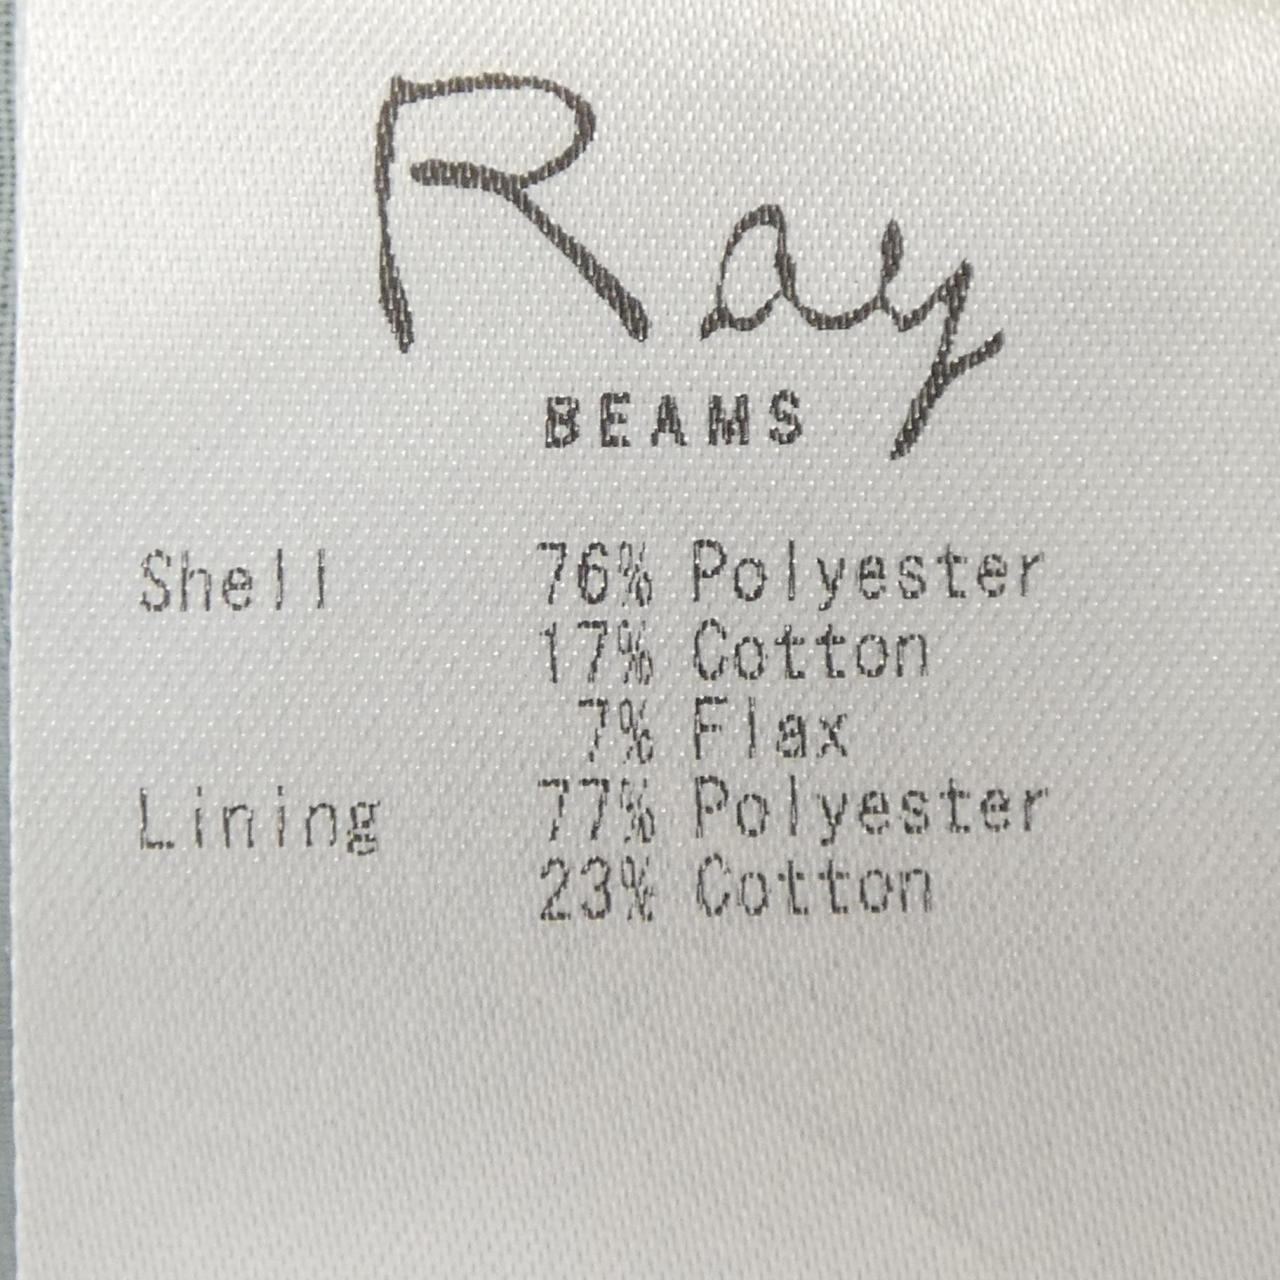 Ray
BEAMS
Shell 76% Polyester
17% Cotton
7% Flax
Lining 77% Polyester
23% Cotton